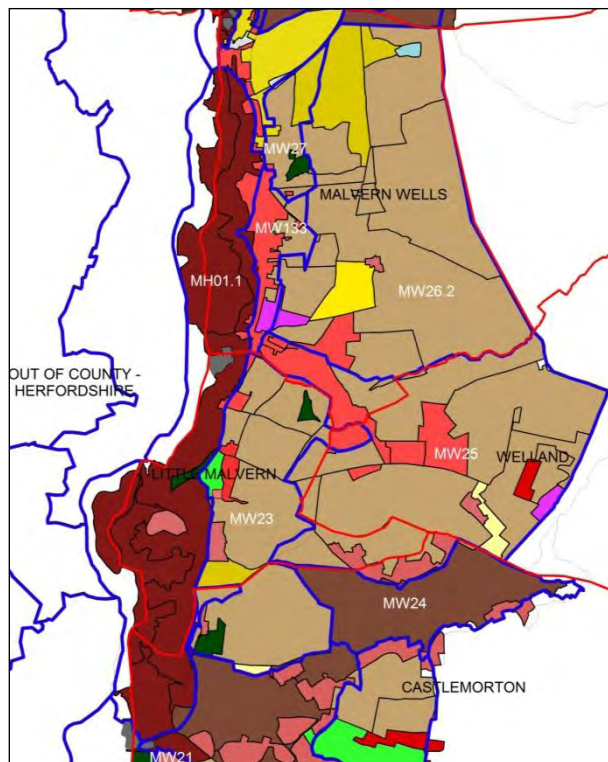 MW27
MALVERN WELLS
MW133
MH01.1
MW26.2
OUT OF COUNTY -
HERFORDSHIRE
MW25
WELLAND
LITTLE MALVERN
MW23
MW24
CASTLEMORTON
MW21